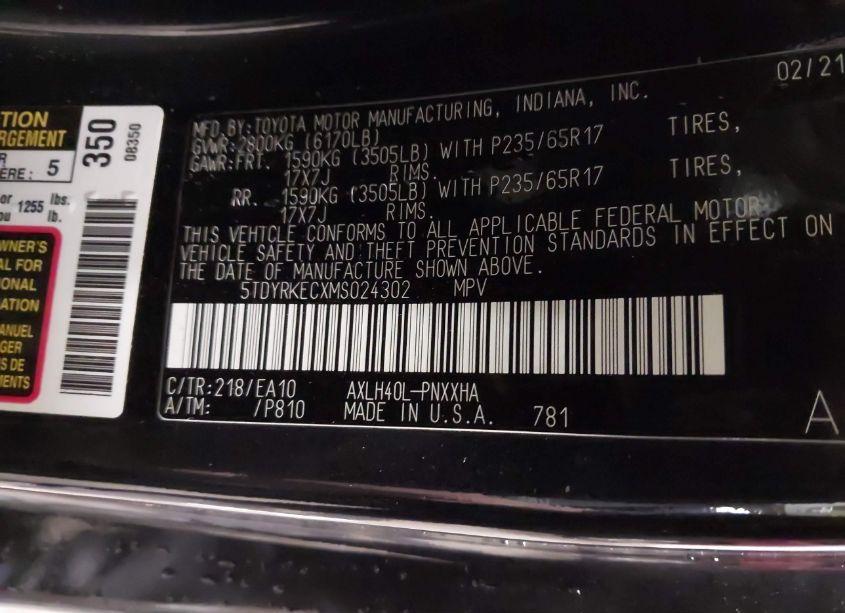 02/21
MFD.BY:TOYOTA MOTOR MANUFACTURING, INDIANA, INC.
GVWR:2800KG (6170LB)
GAWR:FRT. 1590KG (3505LB) WITH P235/65R17 TIRES,
17X7J RIMS.
RR. 1590KG (3505LB) WITH P235/65R17 TIRES,
17X7J RIMS.
THIS VEHICLE CONFORMS TO ALL APPLICABLE FEDERAL MOTOR
VEHICLE SAFETY AND THEFT PREVENTION STANDARDS IN EFFECT ON
THE DATE OF MANUFACTURE SHOWN ABOVE.
5TDYRKECXMS024302 MPV
C/TR:218/EA10 AXLH40L-PNXXHA
A/TM: /P810 MADE IN U.S.A. 781
A
350
08350
5
1255 lbs.
lb.